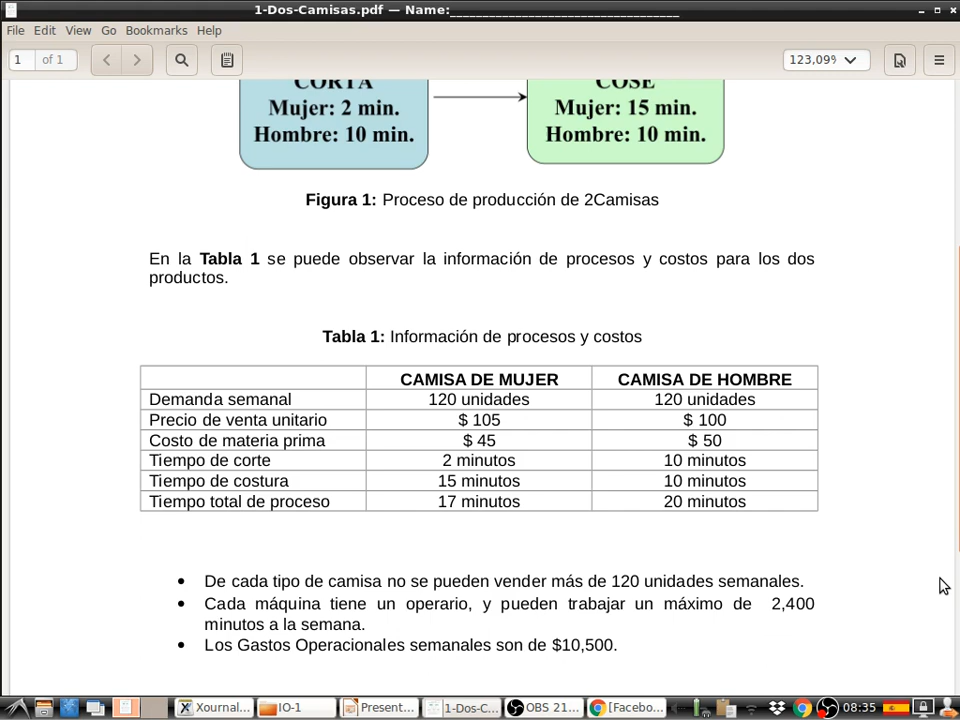 1-Dos-Camisas.pdf — Name:___________________________________
File Edit View Go Bookmarks Help
1 of 1 123,09%
CORTA COSE
Mujer: 2 min. Mujer: 15 min.
Hombre: 10 min. Hombre: 10 min.
Figura 1: Proceso de producción de 2Camisas
En la Tabla 1 se puede observar la información de procesos y costos para los dos
productos.
Tabla 1: Información de procesos y costos
CAMISA DE MUJER CAMISA DE HOMBRE
Demanda semanal 120 unidades 120 unidades
Precio de venta unitario $ 105 $ 100
Costo de materia prima $ 45 $ 50
Tiempo de corte 2 minutos 10 minutos
Tiempo de costura 15 minutos 10 minutos
Tiempo total de proceso 17 minutos 20 minutos
• De cada tipo de camisa no se pueden vender más de 120 unidades semanales.
• Cada máquina tiene un operario, y pueden trabajar un máximo de 2,400
minutos a la semana.
• Los Gastos Operacionales semanales son de $10,500.
Xournal... IO-1 Present... 1-Dos-C... OBS 21... [Facebo... 08:35